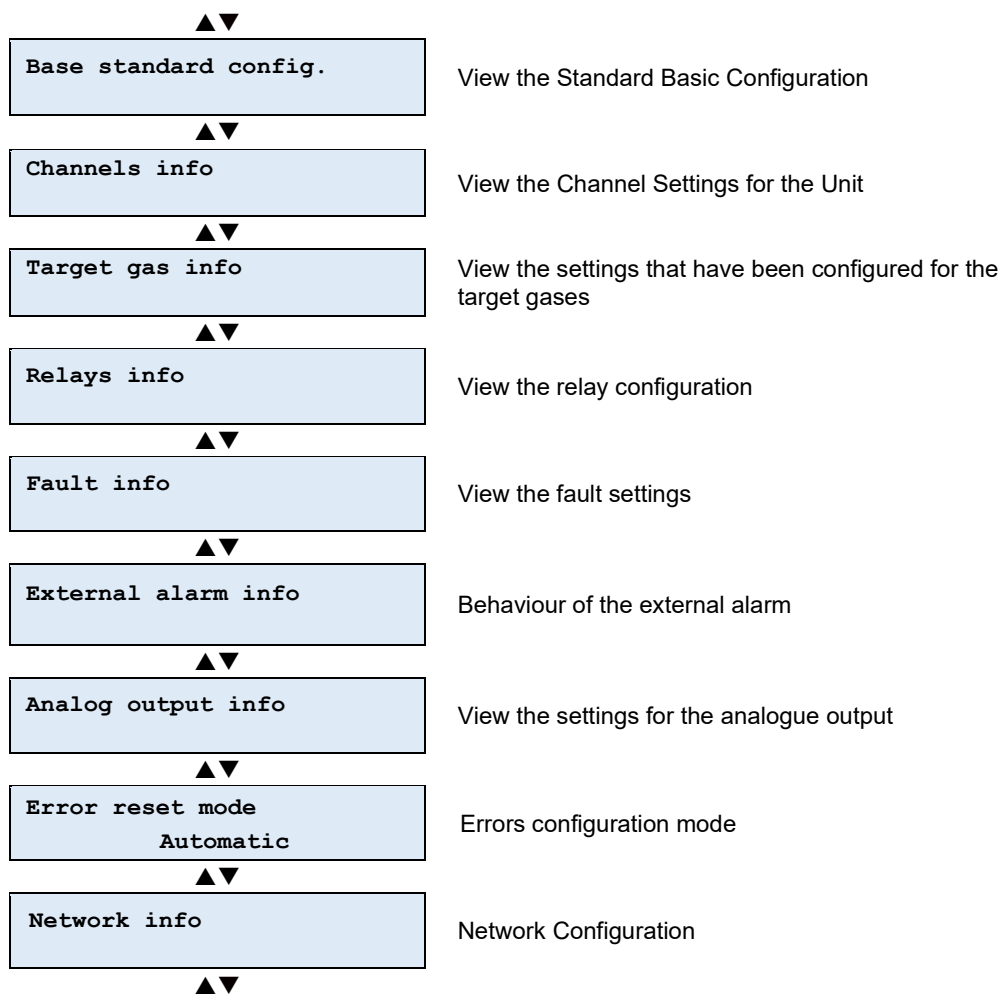 ▲▼
Base standard config.
View the Standard Basic Configuration
▲▼
Channels info
View the Channel Settings for the Unit
▲▼
Target gas info
View the settings that have been configured for the
target gases
▲▼
Relays info
View the relay configuration
▲▼
Fault info
View the fault settings
▲▼
External alarm info
Behaviour of the external alarm
▲▼
Analog output info
View the settings for the analogue output
▲▼
Error reset mode
Automatic
Errors configuration mode
▲▼
Network info
Network Configuration
▲▼